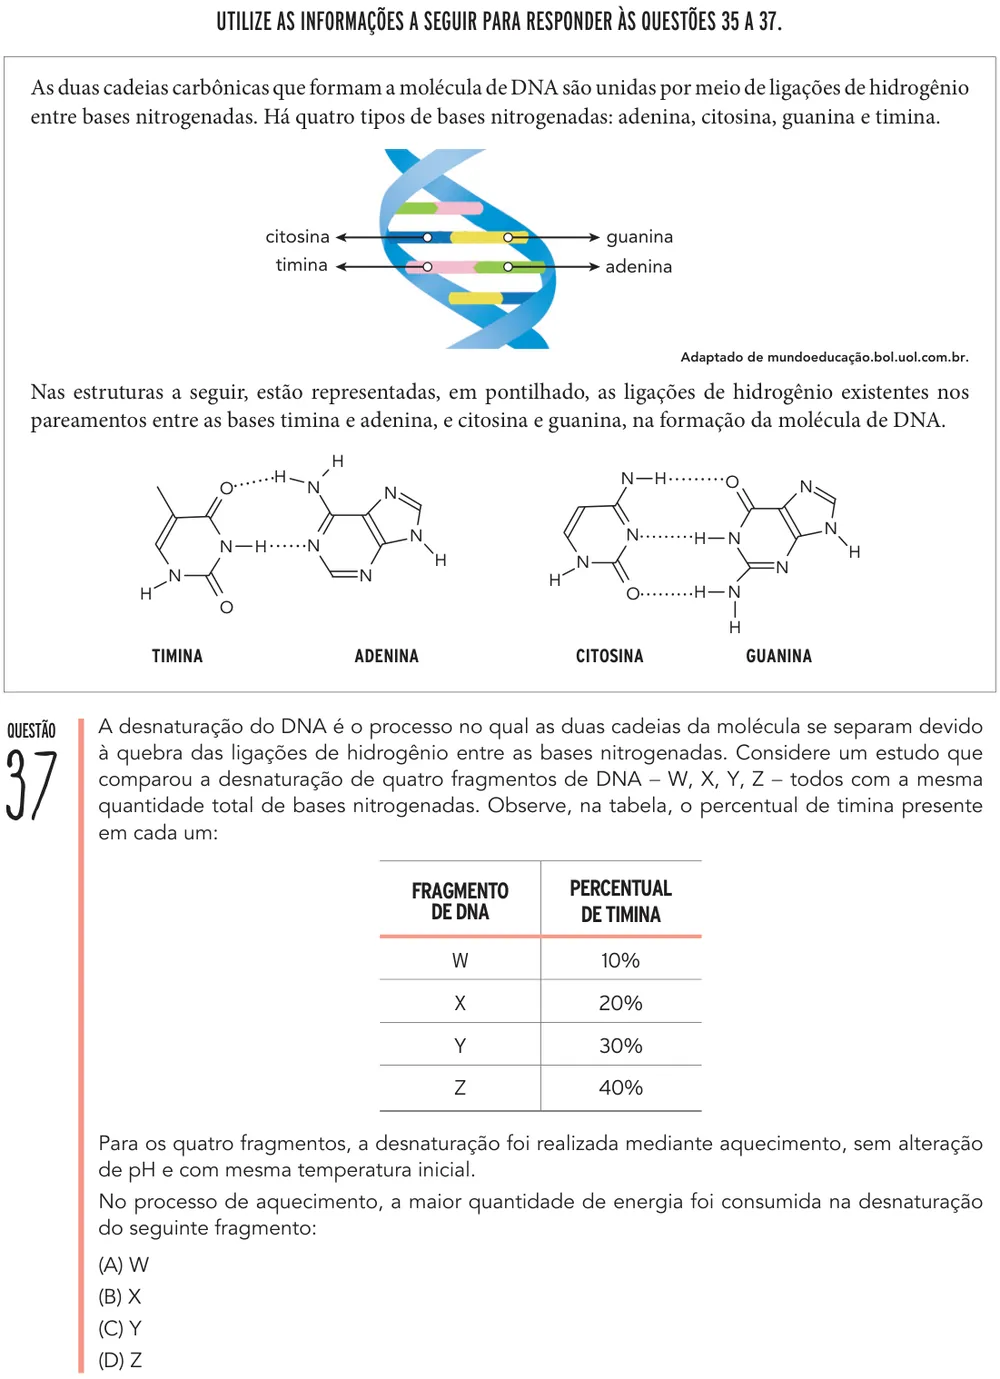 UTILIZE AS INFORMAÇÕES A SEGUIR PARA RESPONDER ÀS QUESTÕES 35 A 37.
As duas cadeias carbônicas que formam a molécula de DNA são unidas por meio de ligações de hidrogênio
entre bases nitrogenadas. Há quatro tipos de bases nitrogenadas: adenina, citosina, guanina e timina.
citosina guanina
timina adenina
Adaptado de mundoeducação.bol.uol.com.br.
Nas estruturas a seguir, estão representadas, em pontilhado, as ligações de hidrogênio existentes nos
pareamentos entre as bases timina e adenina, e citosina e guanina, na formação da molécula de DNA.
H
O H N N N H O N
N H N N H N H N N H
N N H N N
H O H O H N
H
TIMINA ADENINA CITOSINA GUANINA
QUESTÃO
37
A desnaturação do DNA é o processo no qual as duas cadeias da molécula se separam devido
à quebra das ligações de hidrogênio entre as bases nitrogenadas. Considere um estudo que
comparou a desnaturação de quatro fragmentos de DNA – W, X, Y, Z – todos com a mesma
quantidade total de bases nitrogenadas. Observe, na tabela, o percentual de timina presente
em cada um:
FRAGMENTO DE DNA PERCENTUAL DE TIMINA
W 10%
X 20%
Y 30%
Z 40%
Para os quatro fragmentos, a desnaturação foi realizada mediante aquecimento, sem alteração
de pH e com mesma temperatura inicial.
No processo de aquecimento, a maior quantidade de energia foi consumida na desnaturação
do seguinte fragmento:
(A) W
(B) X
(C) Y
(D) Z